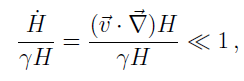 $$\frac{\dot{H}}{\gamma H} = \frac{(\vec{v} \cdot \vec{\nabla}) H}{\gamma H} \ll 1 \, ,$$